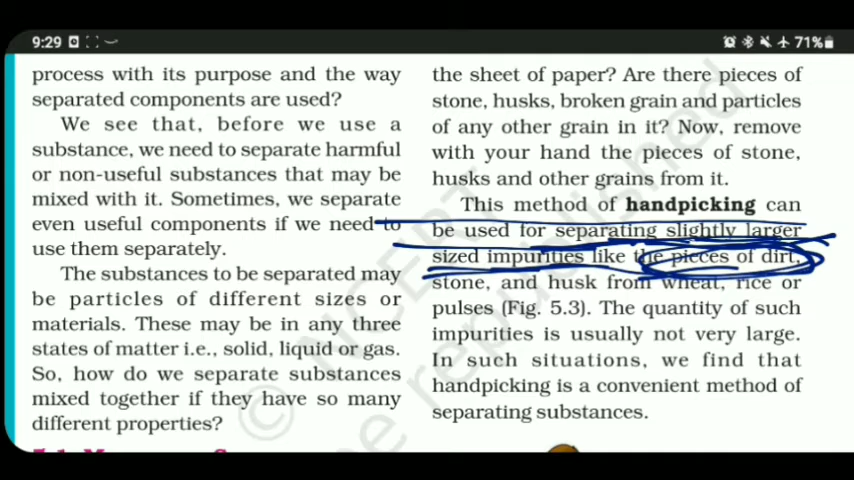 9:29
71%
process with its purpose and the way
separated components are used?
We see that, before we use a
substance, we need to separate harmful
or non-useful substances that may be
mixed with it. Sometimes, we separate
even useful components if we need to
use them separately.
The substances to be separated may
be particles of different sizes or
materials. These may be in any three
states of matter i.e., solid, liquid or gas.
So, how do we separate substances
mixed together if they have so many
different properties?
the sheet of paper? Are there pieces of
stone, husks, broken grain and particles
of any other grain in it? Now, remove
with your hand the pieces of stone,
husks and other grains from it.
This method of handpicking can
be used for separating slightly larger
sized impurities like the pieces of dirt,
stone, and husk from wheat, rice or
pulses (Fig. 5.3). The quantity of such
impurities is usually not very large.
In such situations, we find that
handpicking is a convenient method of
separating substances.
© NCERT
be republished